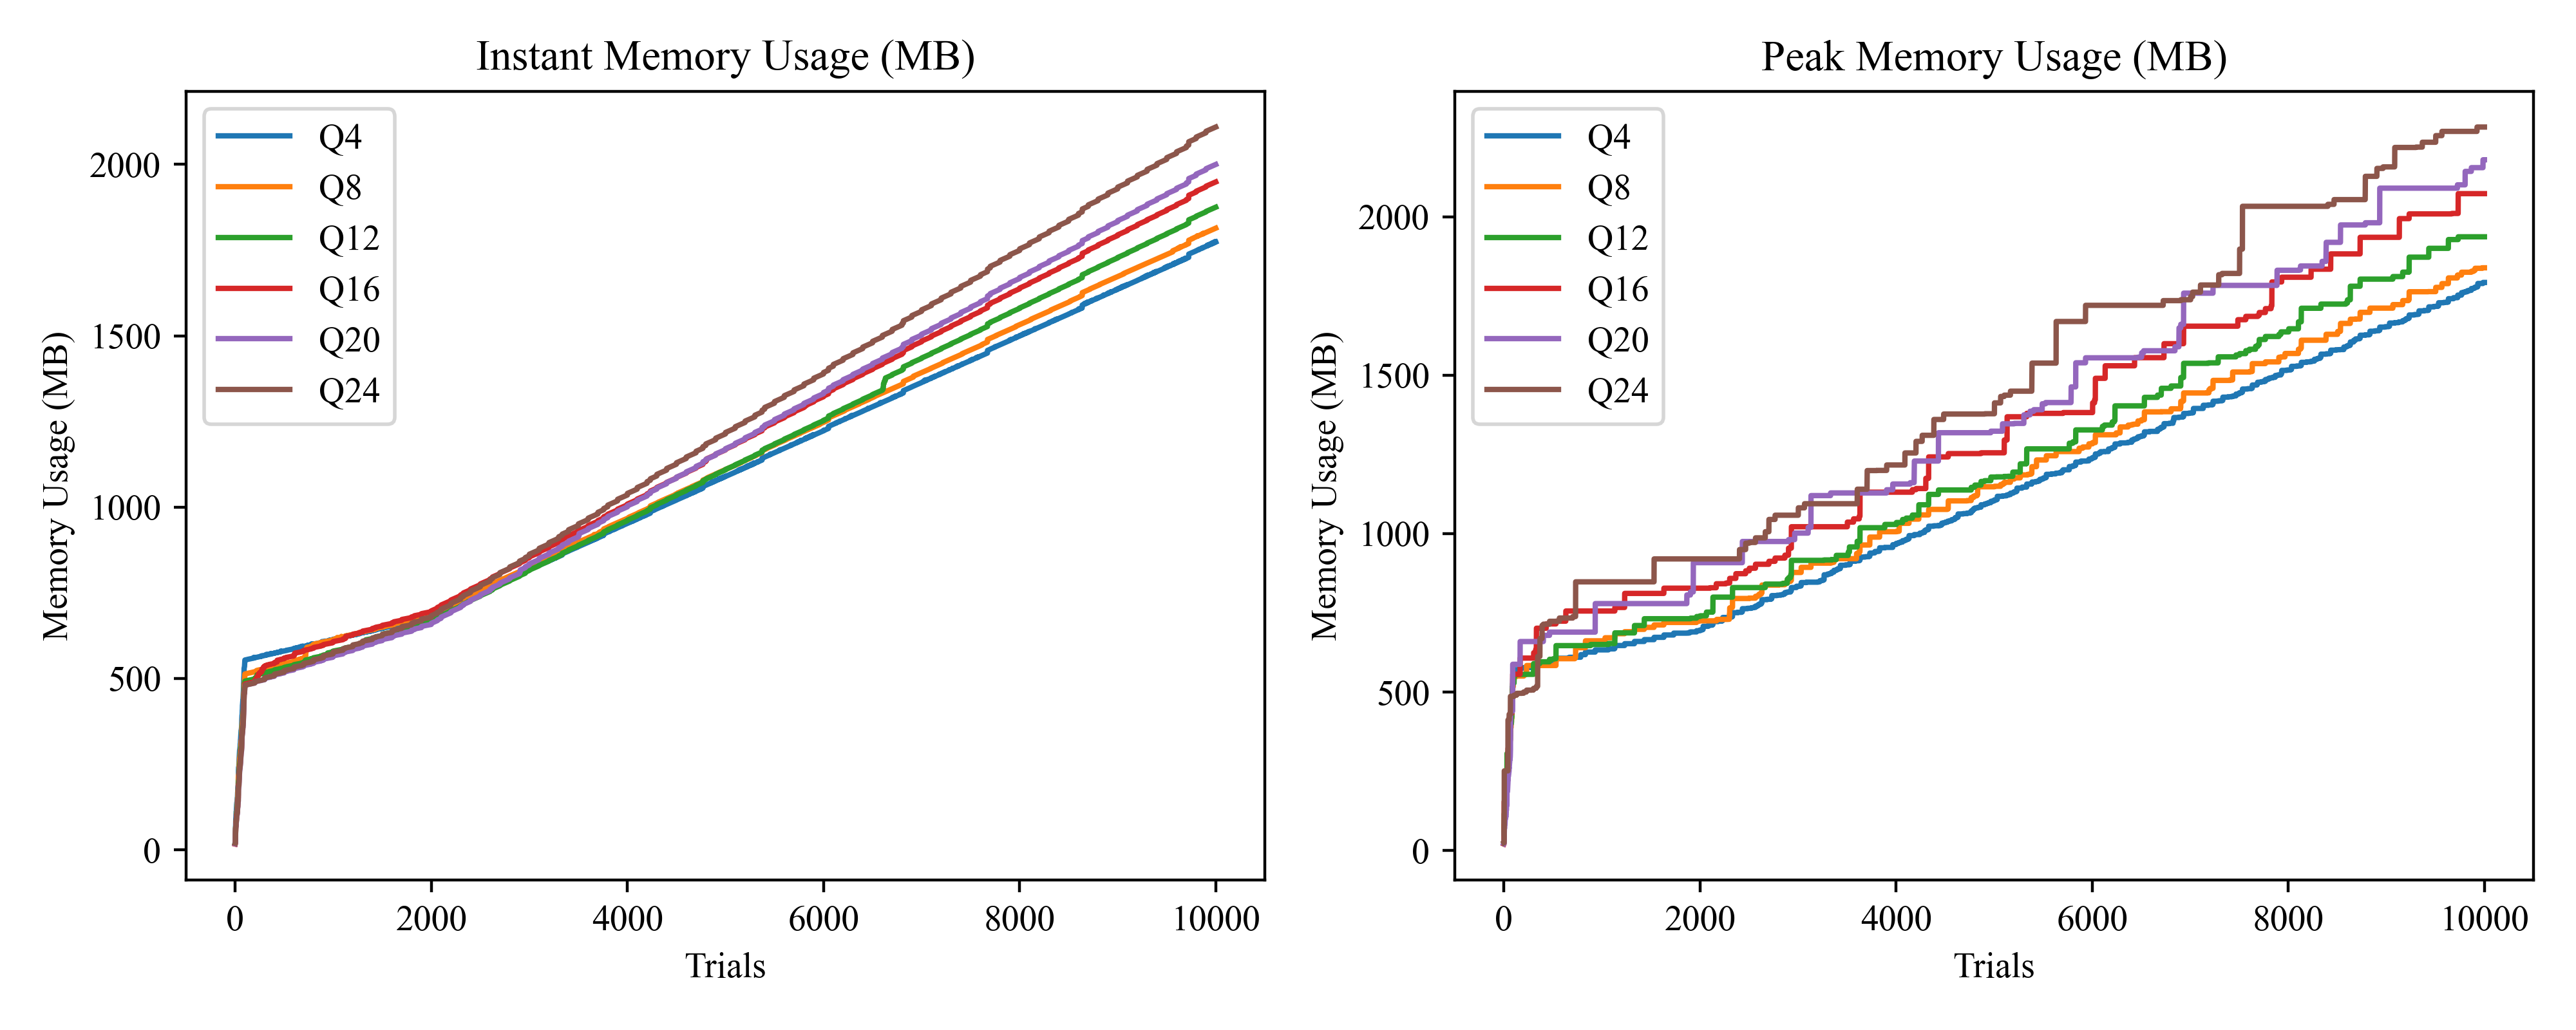 Instant Memory Usage (MB)
Q4
Q8
Q12
Q16
Q20
Q24
Memory Usage (MB)
2000
1500
1000
500
0
0 2000 4000 6000 8000 10000
Trials
Peak Memory Usage (MB)
Q4
Q8
Q12
Q16
Q20
Q24
Memory Usage (MB)
2000
1500
1000
500
0
0 2000 4000 6000 8000 10000
Trials